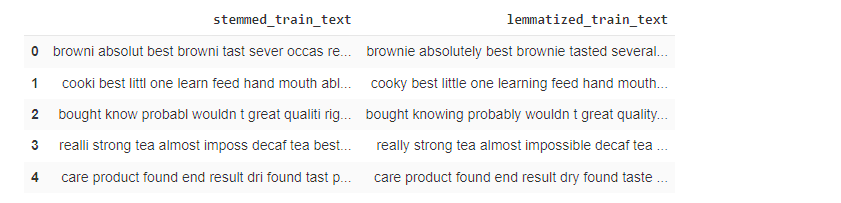 stemmed_train_text lemmatized_train_text
0 browni absolut best browni tast sever occas re... brownie absolutely best brownie tasted several...
1 cooki best littl one learn feed hand mouth abl... cooky best little one learning feed hand mouth...
2 bought know probabl wouldn t great qualiti rig... bought knowing probably wouldn t great quality...
3 realli strong tea almost imposs decaf tea best... really strong tea almost impossible decaf tea ...
4 care product found end result dri found tast p... care product found end result dry found taste ...